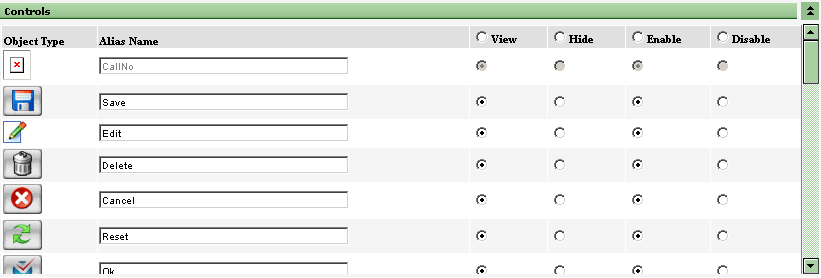 Controls
Object Type Alias Name View Hide Enable Disable
CallNo
Save
Edit
Delete
Cancel
Reset
Ok